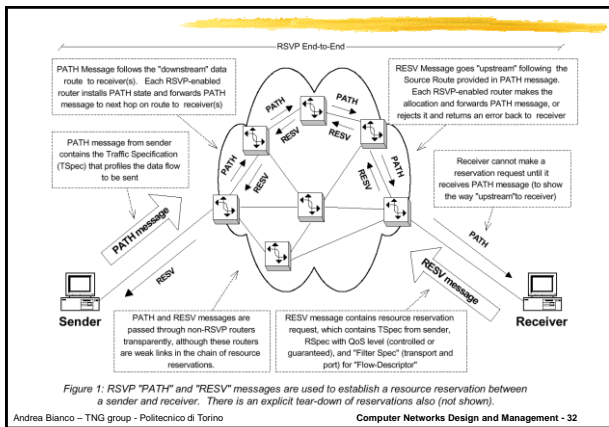 RSVP End-to-End
PATH Message follows the "downstream" data
route to receiver(s). Each RSVP-enabled
router installs PATH state and forwards PATH
message to next hop on route to receiver(s)
RESV Message goes "upstream" following the
Source Route provided in PATH message.
Each RSVP-enabled router makes the
allocation and forwards PATH message, or
rejects it and returns an error back to receiver
PATH
PATH
RESV
RESV
PATH message from sender
contains the Traffic Specification
(TSpec) that profiles the data flow
to be sent
PATH
RESV
PATH
RESV
Receiver cannot make a
reservation request until it
receives PATH message (to show
the way "upstream"to receiver)
PATH message
RESV
PATH
RESV message
Sender
Receiver
PATH and RESV messages are
passed through non-RSVP routers
transparently, although these routers
are weak links in the chain of resource
reservations.
RESV message contains resource reservation
request, which contains TSpec from sender,
RSpec with QoS level (controlled or
guaranteed), and "Filter Spec" (transport and
port) for "Flow-Descriptor"
Figure 1: RSVP "PATH" and "RESV" messages are used to establish a resource reservation between
a sender and receiver. There is an explicit tear-down of reservations also (not shown).
Andrea Bianco – TNG group - Politecnico di Torino
Computer Networks Design and Management - 32